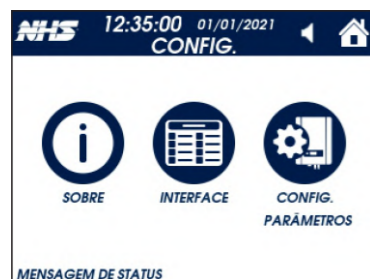 NHS 12:35:00 01/01/2021
CONFIG.
SOBRE INTERFACE CONFIG.
PARÂMETROS
MENSAGEM DE STATUS